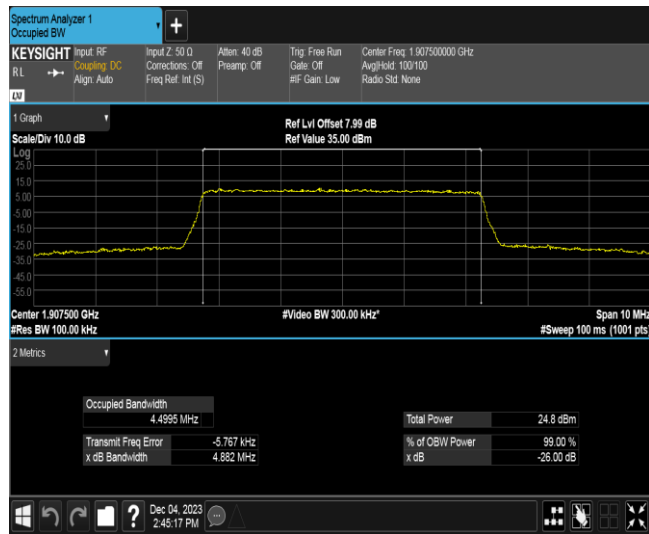 Spectrum Analyzer 1
Occupied BW
+
KEYSIGHT
RL
LXI
Input: RF
Coupling: DC
Align: Auto
Input Z: 50 Ω
Corrections: Off
Freq Ref: Int (S)
Atten: 40 dB
Preamp: Off
Trig: Free Run
Gate: Off
#IF Gain: Low
Center Freq: 1.907500000 GHz
Avg|Hold: 100/100
Radio Std: None
1 Graph
Scale/Div 10.0 dB
Ref Lvl Offset 7.99 dB
Ref Value 35.00 dBm
Log
25.0
15.0
5.00
-5.00
-15.0
-25.0
-35.0
-45.0
-55.0
Center 1.907500 GHz
#Res BW 100.00 kHz
#Video BW 300.00 kHz*
Span 10 MHz
#Sweep 100 ms (1001 pts)
2 Metrics
Occupied Bandwidth
4.4995 MHz
Transmit Freq Error -5.767 kHz
x dB Bandwidth 4.882 MHz
Total Power 24.8 dBm
% of OBW Power 99.00 %
x dB -26.00 dB
?
Dec 04, 2023
2:45:17 PM